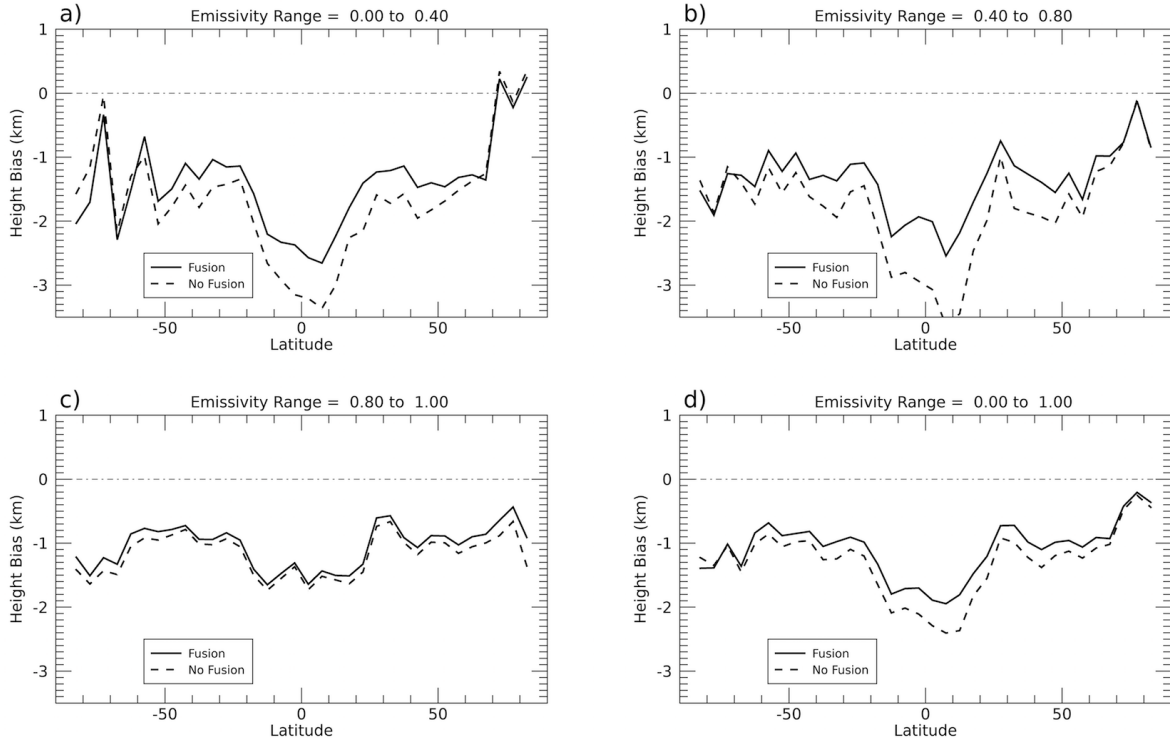 a)
Emissivity Range = 0.00 to 0.40
1
0
-1
-2
-3
Height Bias (km)
Fusion
No Fusion
-50 0 50
Latitude
b)
Emissivity Range = 0.40 to 0.80
1
0
-1
-2
-3
Height Bias (km)
Fusion
No Fusion
-50 0 50
Latitude
c)
Emissivity Range = 0.80 to 1.00
1
0
-1
-2
-3
Height Bias (km)
Fusion
No Fusion
-50 0 50
Latitude
d)
Emissivity Range = 0.00 to 1.00
1
0
-1
-2
-3
Height Bias (km)
Fusion
No Fusion
-50 0 50
Latitude